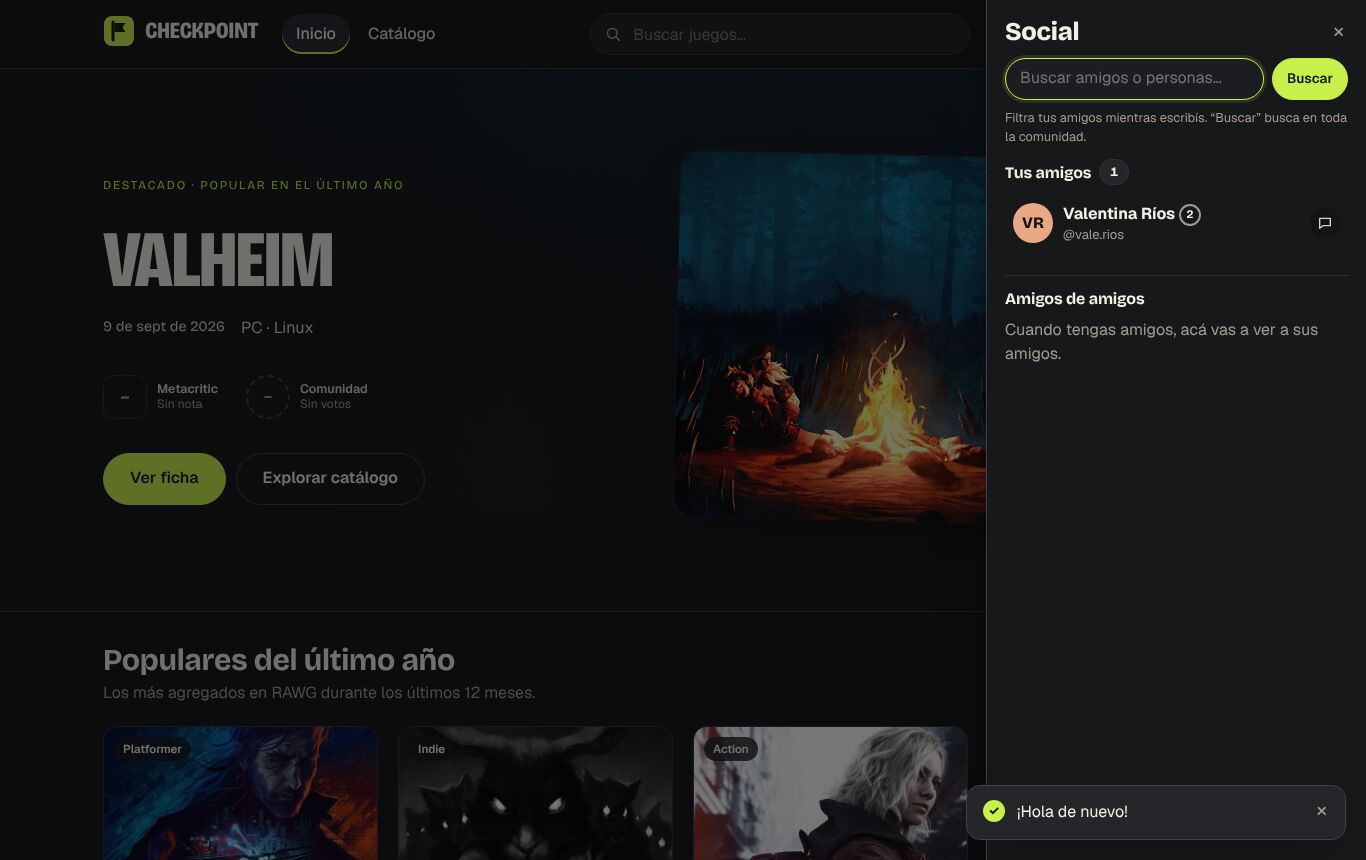 CHECKPOINT
Inicio
Catálogo
Buscar juegos...
DESTACADO · POPULAR EN EL ÚLTIMO AÑO
VALHEIM
9 de sept de 2026 PC · Linux
–
Metacritic
Sin nota
–
Comunidad
Sin votos
Ver ficha
Explorar catálogo
Populares del último año
Los más agregados en RAWG durante los últimos 12 meses.
Platformer
Indie
Action
Social
Buscar amigos o personas...
Buscar
Filtra tus amigos mientras escribís. “Buscar” busca en toda
la comunidad.
Tus amigos 1
VR
Valentina Ríos 2
@vale.rios
Amigos de amigos
Cuando tengas amigos, acá vas a ver a sus
amigos.
¡Hola de nuevo!